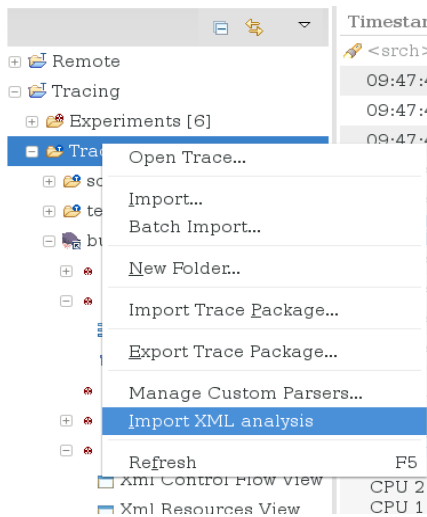 Timestar
Remote
<srch>
Tracing
09:47:4
Experiments [6]
09:47:4
09:47:4
Open Trace...
Import...
Batch Import...
New Folder...
Import Trace Package...
Export Trace Package...
Manage Custom Parsers...
Import XML analysis
Refresh F5
Xml Control Flow View
CPU 2
Xml Resources View
CPU 1